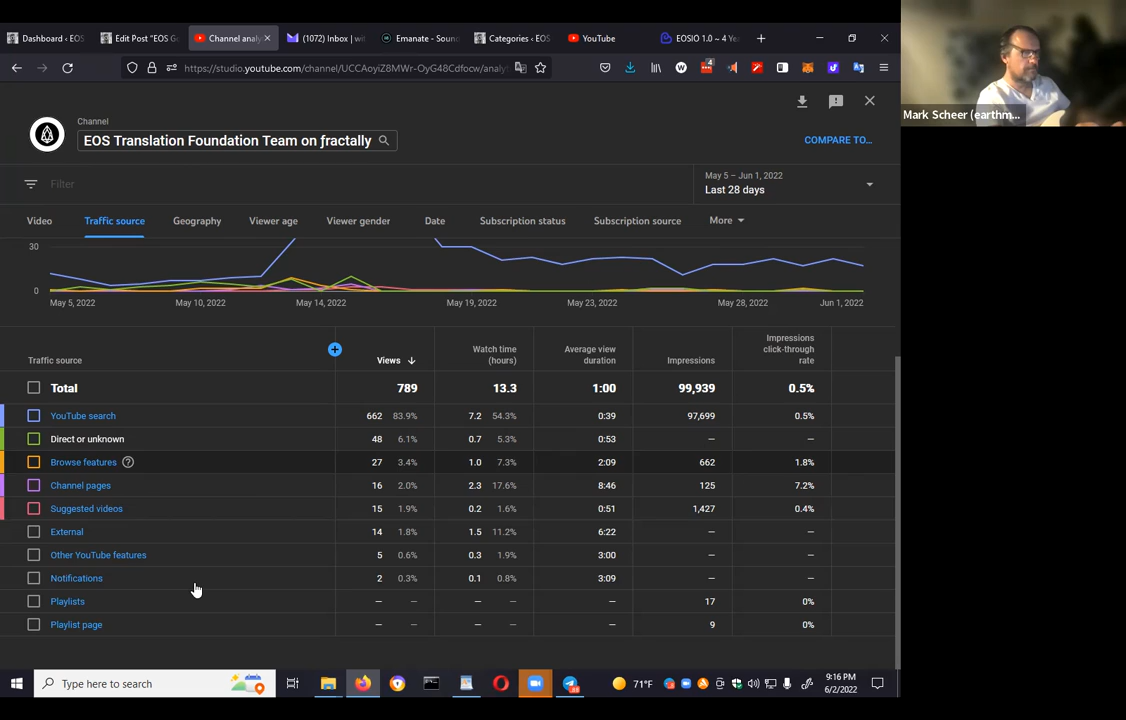 Dashboard ‹ EOS
Edit Post "EOS Go
Channel analy
(1072) Inbox | wit
Emanate - Soun
Categories ‹ EOS
YouTube
EOSIO 1.0 ~ 4 Ye
https://studio.youtube.com/channel/UCCAoyiZ8MWr-OyG48Cdfocw/analy
4
Mark Scheer (earthm...
Channel
EOS Translation Foundation Team on ƒractally
COMPARE TO...
Filter
May 5 – Jun 1, 2022
Last 28 days
Video Traffic source Geography Viewer age Viewer gender Date Subscription status Subscription source More
30
0
May 5, 2022 May 10, 2022 May 14, 2022 May 19, 2022 May 23, 2022 May 28, 2022 Jun 1, 2022
Traffic source Views Watch time (hours) Average view duration Impressions Impressions click-through rate
Total 789 13.3 1:00 99,939 0.5%
YouTube search 662 83.9% 7.2 54.3% 0:39 97,699 0.5%
Direct or unknown 48 6.1% 0.7 5.3% 0:53 — —
Browse features 27 3.4% 1.0 7.3% 2:09 662 1.8%
Channel pages 16 2.0% 2.3 17.6% 8:46 125 7.2%
Suggested videos 15 1.9% 0.2 1.6% 0:51 1,427 0.4%
External 14 1.8% 1.5 11.2% 6:22 — —
Other YouTube features 5 0.6% 0.3 1.9% 3:00 — —
Notifications 2 0.3% 0.1 0.8% 3:09 — —
Playlists — — — — — 17 0%
Playlist page — — — — — 9 0%
Type here to search
71°F
9:16 PM
6/2/2022